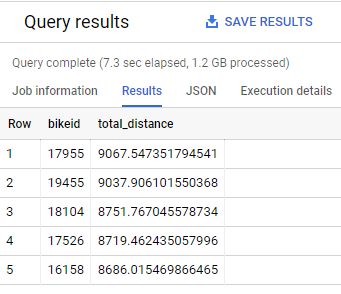 Query results SAVE RESULTS
Query complete (7.3 sec elapsed, 1.2 GB processed)
Job information Results JSON Execution details
Row bikeid total_distance
1 17955 9067.547351794541
2 19455 9037.906101550368
3 18104 8751.767045578734
4 17526 8719.462435057996
5 16158 8686.015469866465